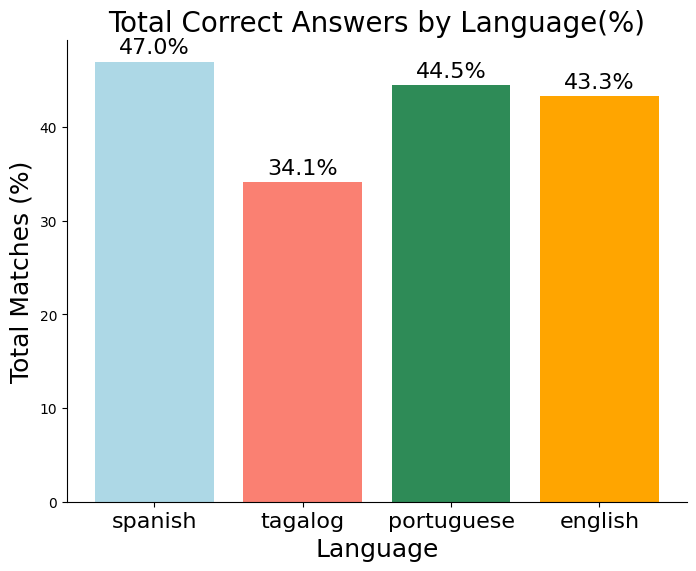 Total Correct Answers by Language(%)
47.0%
44.5%
43.3%
34.1%
Total Matches (%)
40
30
20
10
0
spanish
tagalog
portuguese
english
Language